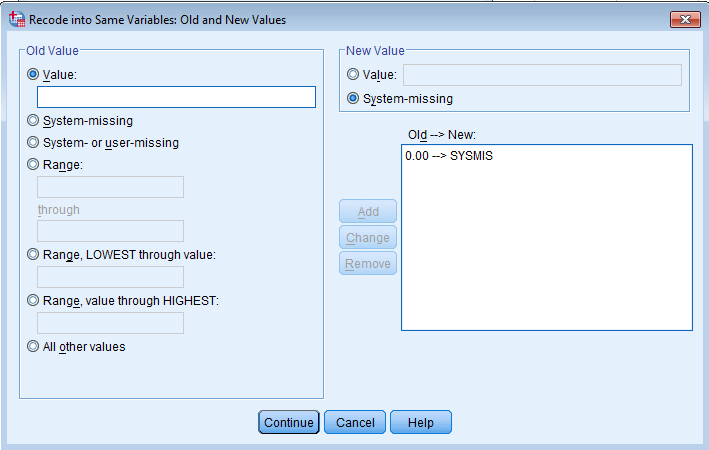 Recode into Same Variables: Old and New Values
Old Value
Value:
System-missing
System- or user-missing
Range:
through
Range, LOWEST through value:
Range, value through HIGHEST:
All other values
New Value
Value:
System-missing
Old --> New:
0.00 --> SYSMIS
Add
Change
Remove
Continue
Cancel
Help